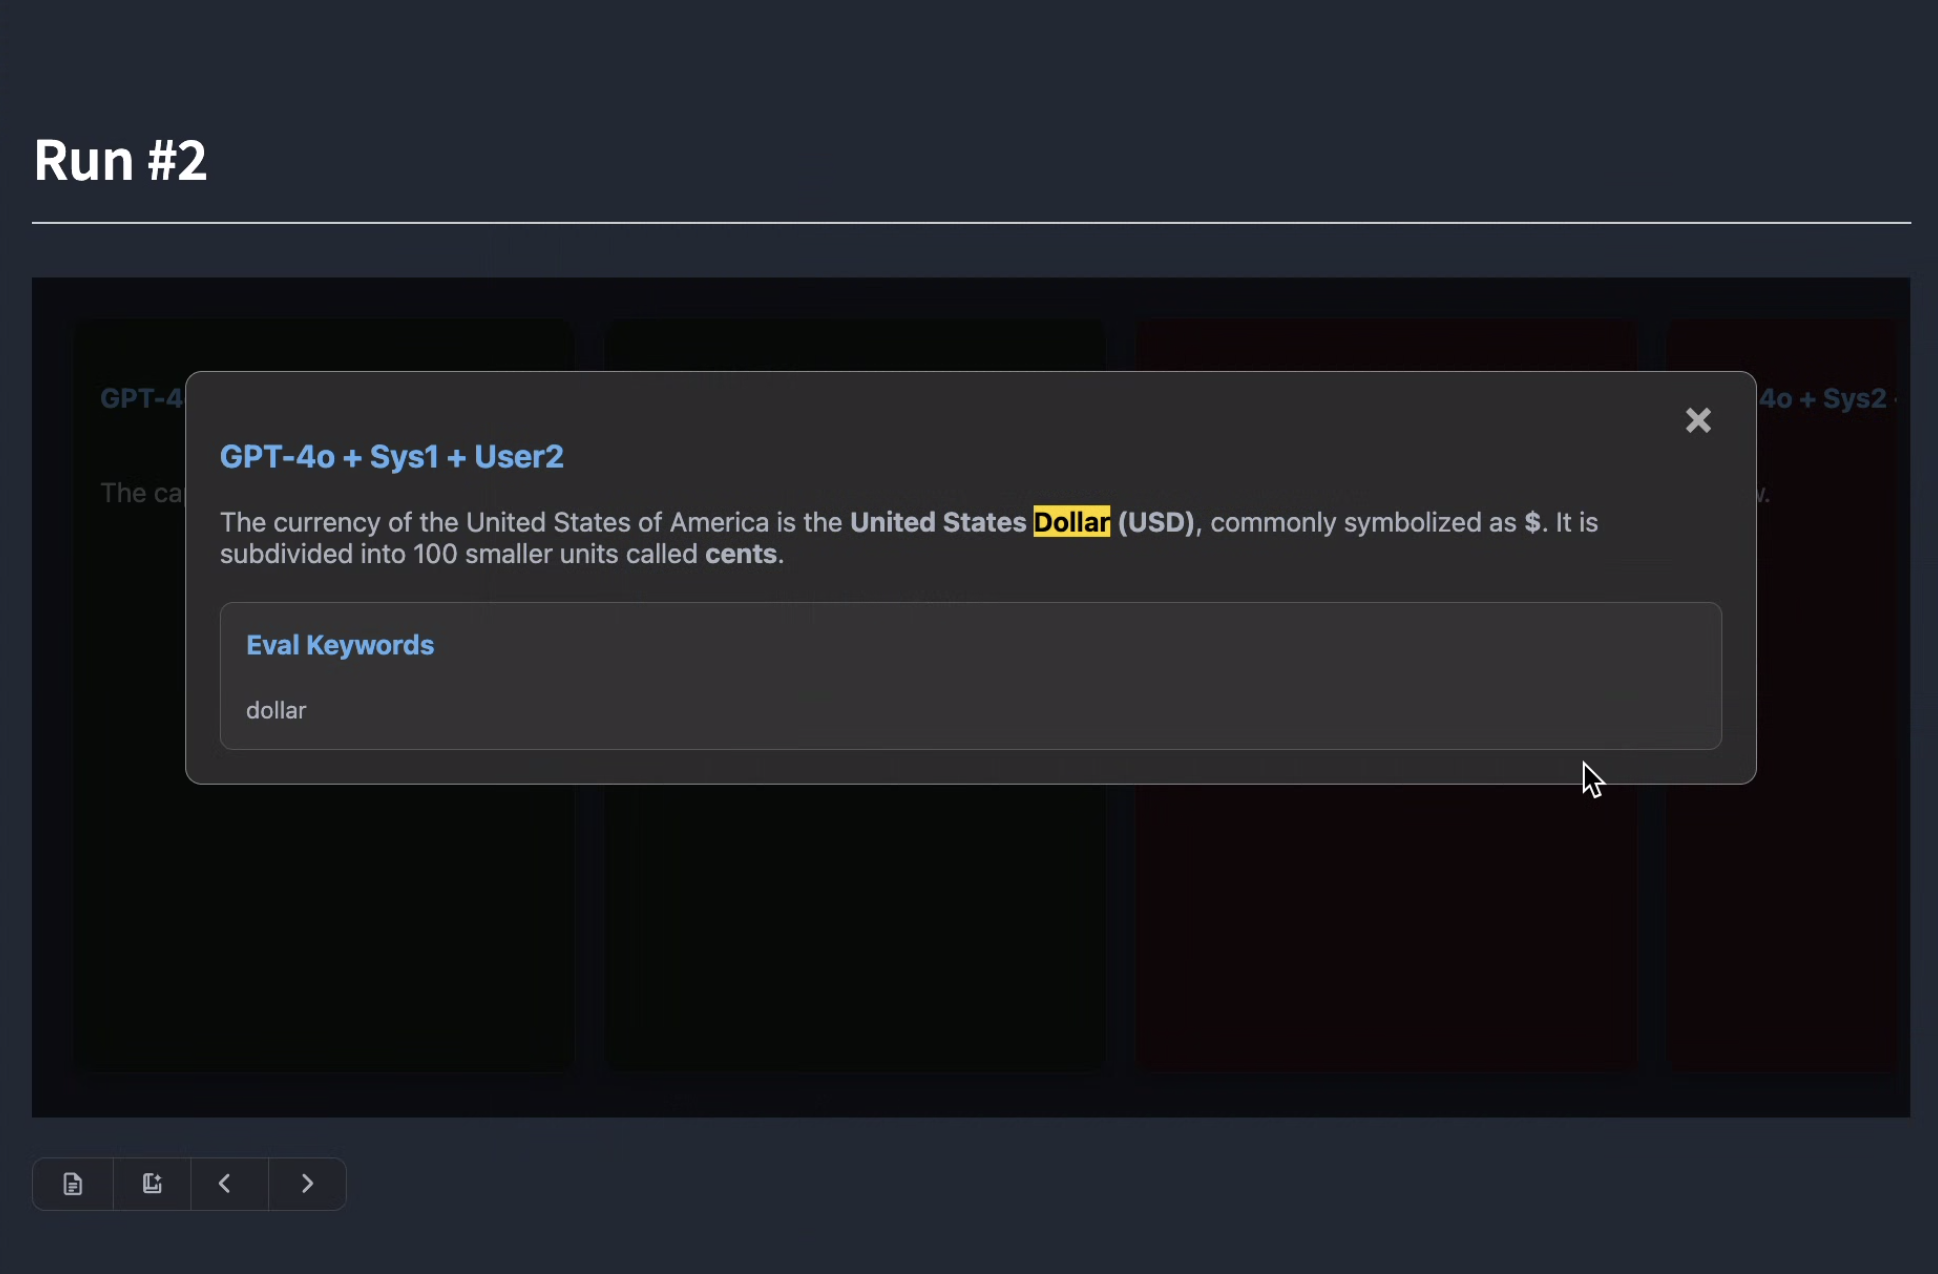 Run #2
GPT-4
4o + Sys2
The ca
GPT-4o + Sys1 + User2
The currency of the United States of America is the United States Dollar (USD), commonly symbolized as $. It is
subdivided into 100 smaller units called cents.
Eval Keywords
dollar